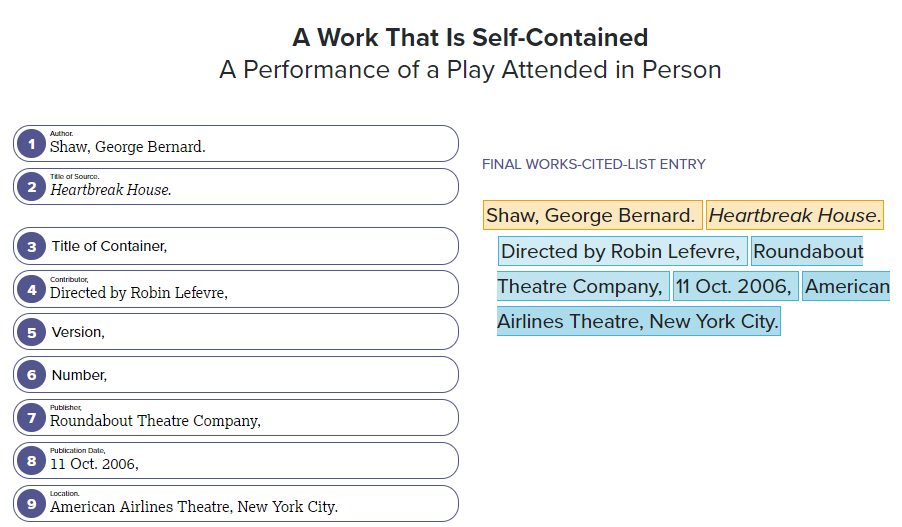 A Work That Is Self-Contained
A Performance of a Play Attended in Person
1 Author.
Shaw, George Bernard.
2 Title of Source.
Heartbreak House.
3 Title of Container,
4 Contributor,
Directed by Robin Lefevre,
5 Version,
6 Number,
7 Publisher,
Roundabout Theatre Company,
8 Publication Date,
11 Oct. 2006,
9 Location.
American Airlines Theatre, New York City.
FINAL WORKS-CITED-LIST ENTRY
Shaw, George Bernard. Heartbreak House.
Directed by Robin Lefevre, Roundabout
Theatre Company, 11 Oct. 2006, American
Airlines Theatre, New York City.